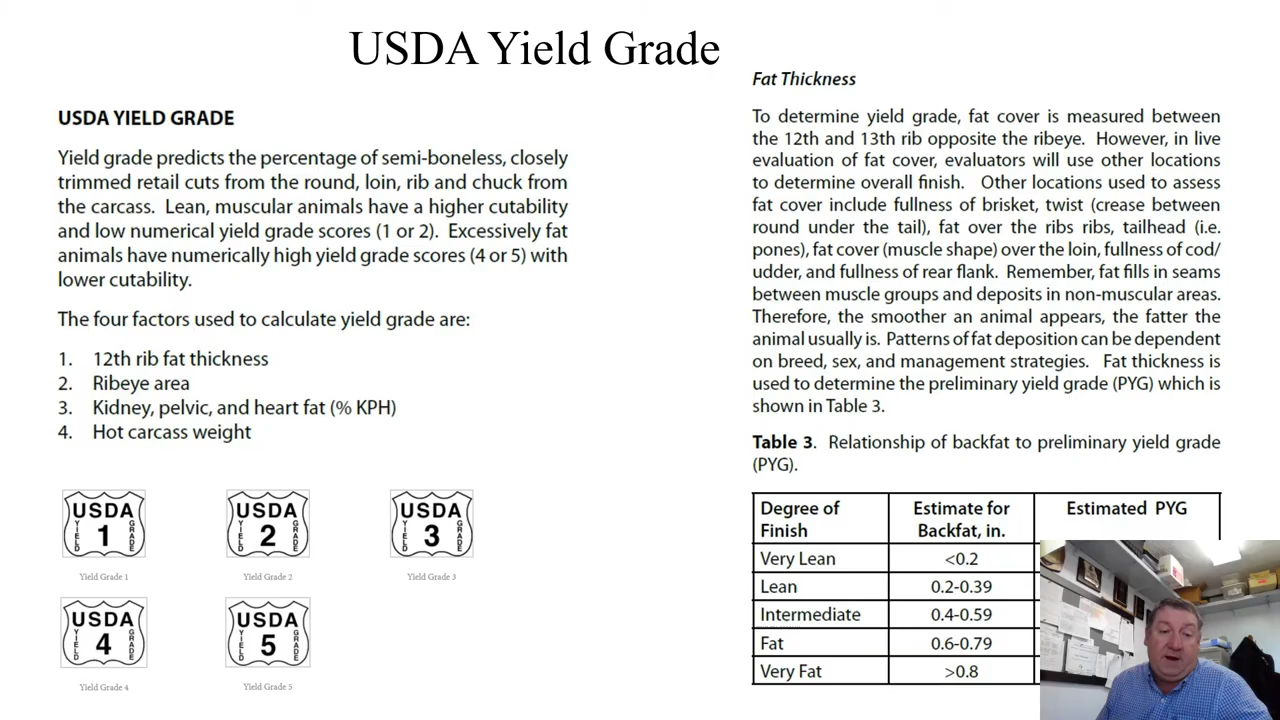 USDA Yield Grade
USDA YIELD GRADE
Yield grade predicts the percentage of semi-boneless, closely
trimmed retail cuts from the round, loin, rib and chuck from
the carcass. Lean, muscular animals have a higher cutability
and low numerical yield grade scores (1 or 2). Excessively fat
animals have numerically high yield grade scores (4 or 5) with
lower cutability.
The four factors used to calculate yield grade are:
1. 12th rib fat thickness
2. Ribeye area
3. Kidney, pelvic, and heart fat (% KPH)
4. Hot carcass weight
USDA YIELD 1 GRADE
USDA YIELD 2 GRADE
USDA YIELD 3 GRADE
Yield Grade 1
Yield Grade 2
Yield Grade 3
USDA YIELD 4 GRADE
USDA YIELD 5 GRADE
Yield Grade 4
Yield Grade 5
Fat Thickness
To determine yield grade, fat cover is measured between
the 12th and 13th rib opposite the ribeye. However, in live
evaluation of fat cover, evaluators will use other locations
to determine overall finish. Other locations used to assess
fat cover include fullness of brisket, twist (crease between
round under the tail), fat over the ribs ribs, tailhead (i.e.
pones), fat cover (muscle shape) over the loin, fullness of cod/
udder, and fullness of rear flank. Remember, fat fills in seams
between muscle groups and deposits in non-muscular areas.
Therefore, the smoother an animal appears, the fatter the
animal usually is. Patterns of fat deposition can be dependent
on breed, sex, and management strategies. Fat thickness is
used to determine the preliminary yield grade (PYG) which is
shown in Table 3.
Table 3. Relationship of backfat to preliminary yield grade
(PYG).
Degree of Finish Estimate for Backfat, in. Estimated PYG
Very Lean <0.2
Lean 0.2-0.39
Intermediate 0.4-0.59
Fat 0.6-0.79
Very Fat >0.8